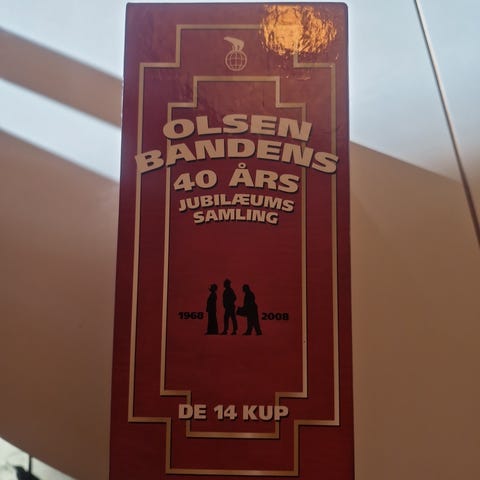 OLSEN
BANDENS
40 ÅRS
JUBILÆUMS
SAMLING
1968 2008
DE 14 KUP